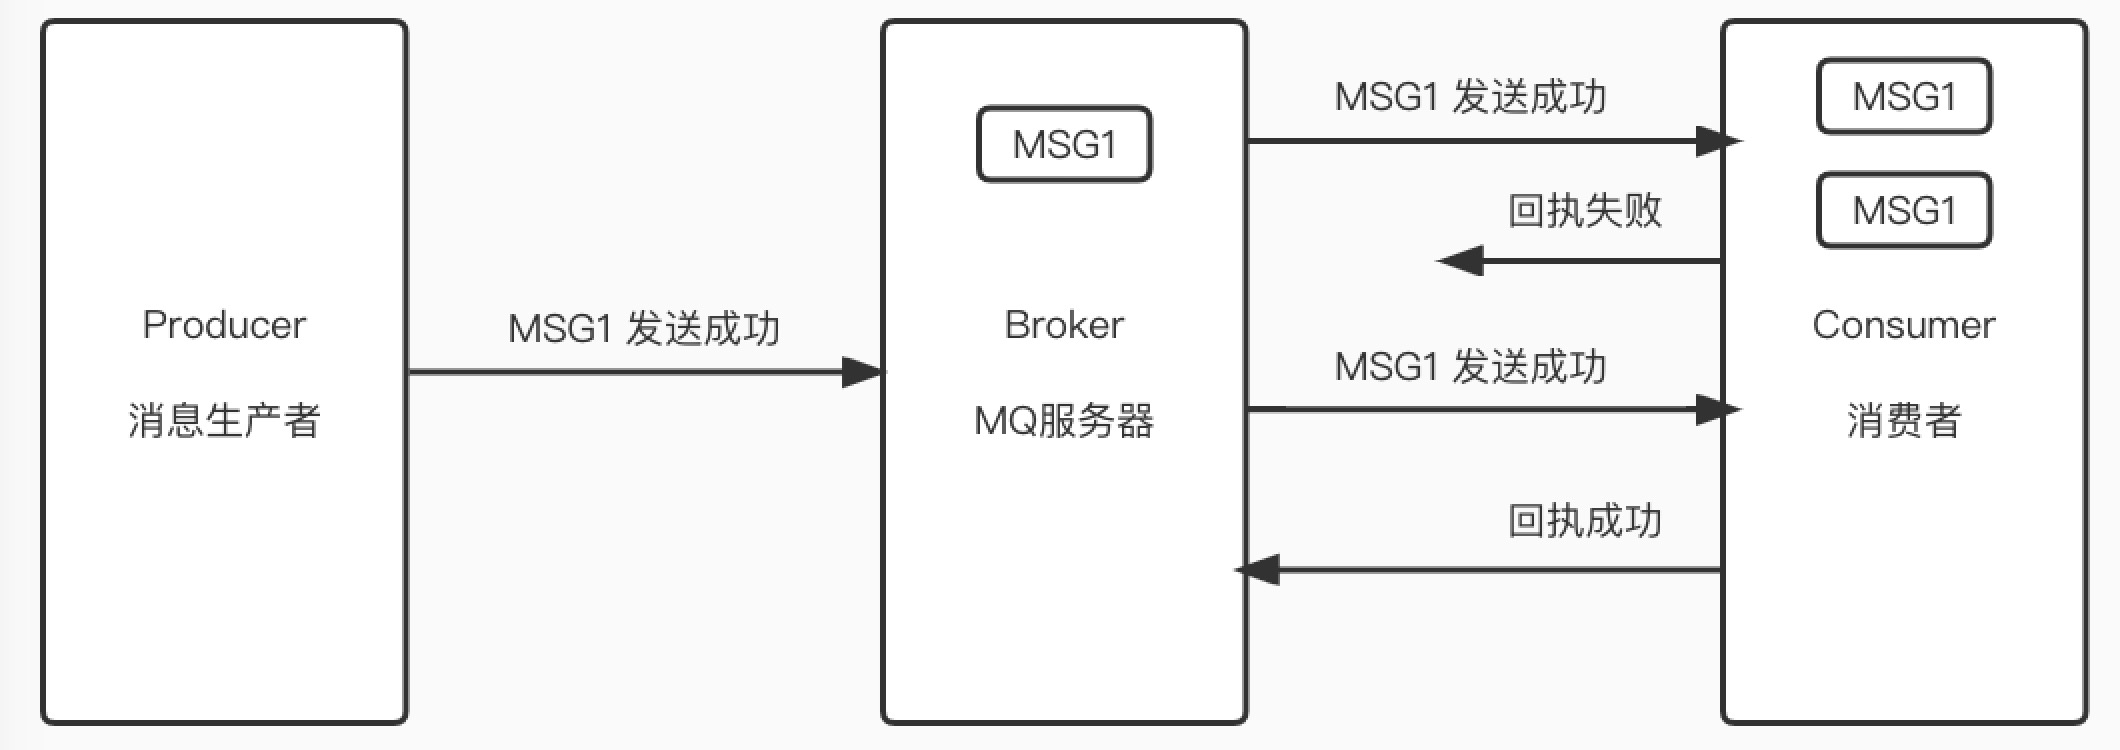 Producer
消息生产者
MSG1 发送成功
MSG1
Broker
MQ服务器
MSG1 发送成功
回执失败
MSG1 发送成功
回执成功
MSG1
MSG1
Consumer
消费者